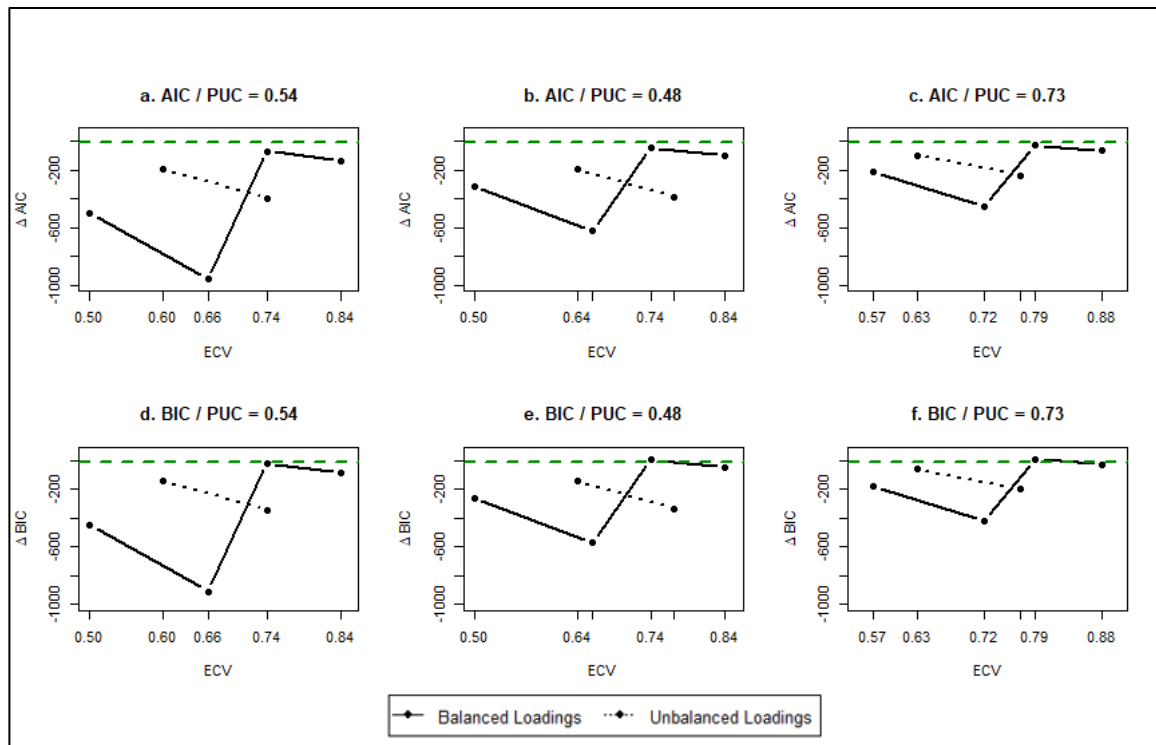 a. AIC / PUC = 0.54
b. AIC / PUC = 0.48
c. AIC / PUC = 0.73
Δ AIC
-200
-600
-1000
0.50 0.60 0.66 0.74 0.84
ECV
Δ AIC
-200
-600
-1000
0.50 0.64 0.74 0.84
ECV
Δ AIC
-200
-600
-1000
0.57 0.63 0.72 0.79 0.88
ECV
d. BIC / PUC = 0.54
e. BIC / PUC = 0.48
f. BIC / PUC = 0.73
Δ BIC
-200
-600
-1000
0.50 0.60 0.66 0.74 0.84
ECV
Δ BIC
-200
-600
-1000
0.50 0.64 0.74 0.84
ECV
Δ BIC
-200
-600
-1000
0.57 0.63 0.72 0.79 0.88
ECV
Balanced Loadings Unbalanced Loadings